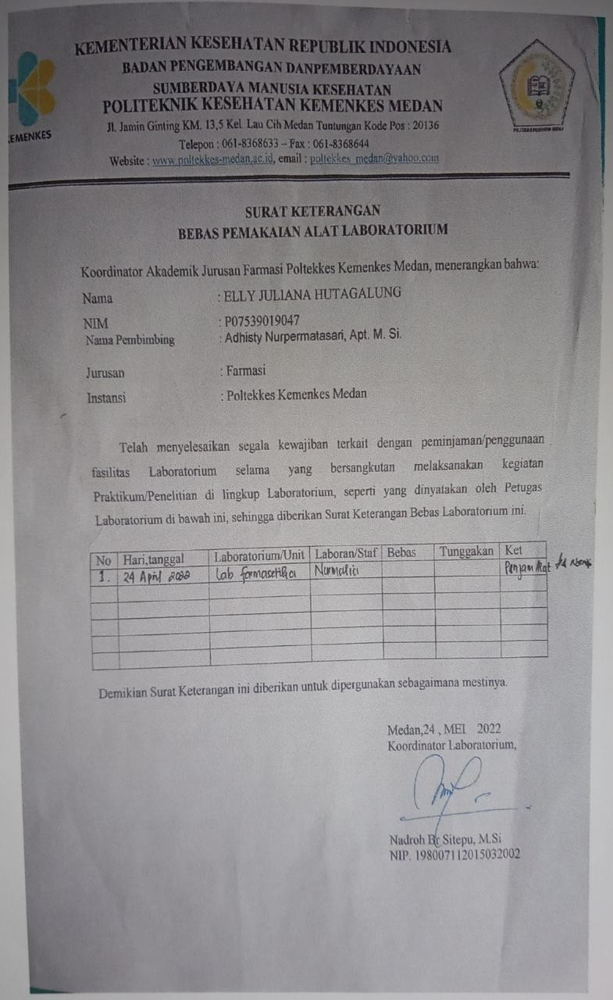 KEMENTERIAN KESEHATAN REPUBLIK INDONESIA
BADAN PENGEMBANGAN DANPEMBERDAYAAN
SUMBERDAYA MANUSIA KESEHATAN
POLITEKNIK KESEHATAN KEMENKES MEDAN
Jl. Jamin Ginting KM. 13,5 Kel. Lau Cih Medan Tuntungan Kode Pos : 20136
Telepon : 061-8368633 – Fax : 061-8368644
Website : www.poltekkes-medan.ac.id, email : poltekkes_medan@yahoo.com
EMENKES
SURAT KETERANGAN
BEBAS PEMAKAIAN ALAT LABORATORIUM
Koordinator Akademik Jurusan Farmasi Poltekkes Kemenkes Medan, menerangkan bahwa:
Nama : ELLY JULIANA HUTAGALUNG
NIM : P07539019047
Nama Pembimbing : Adhisty Nurpermatasari, Apt. M. Si.
Jurusan : Farmasi
Instansi : Poltekkes Kemenkes Medan
Telah menyelesaikan segala kewajiban terkait dengan peminjaman/penggunaan
fasilitas Laboratorium selama yang bersangkutan melaksanakan kegiatan
Praktikum/Penelitian di lingkup Laboratorium, seperti yang dinyatakan oleh Petugas
Laboratorium di bawah ini, sehingga diberikan Surat Keterangan Bebas Laboratorium ini.
No Hari,tanggal Laboratorium/Unit Laboran/Staf Bebas Tunggakan Ket
1. 24 April 2022 Lab farmasetika
Demikian Surat Keterangan ini diberikan untuk dipergunakan sebagaimana mestinya.
Medan,24 , MEI 2022
Koordinator Laboratorium,
Nadroh Br Sitepu, M.Si
NIP. 198007112015032002